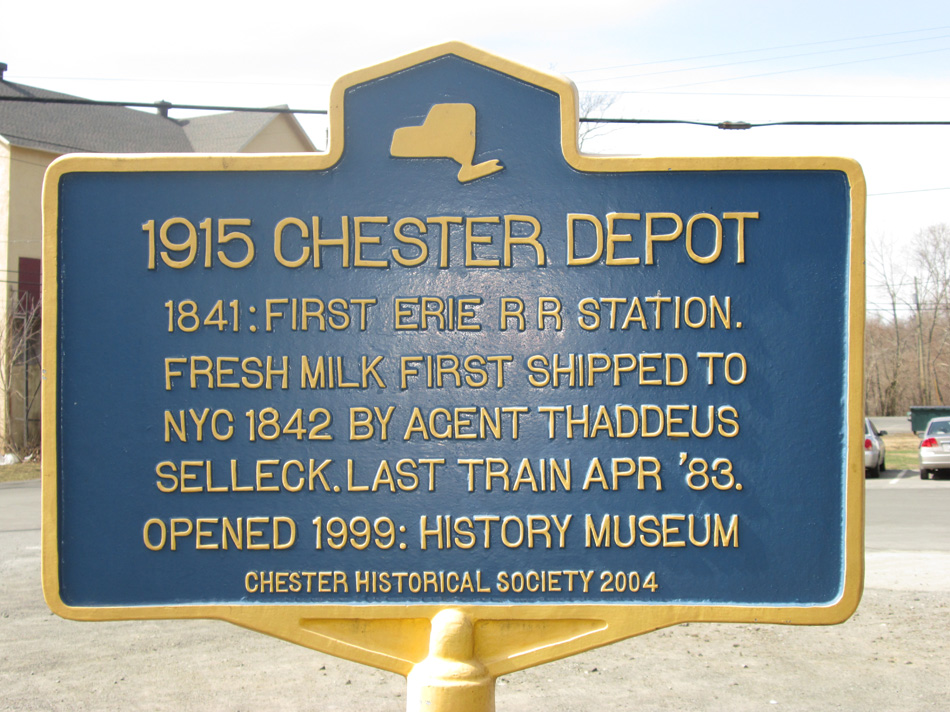 1915 CHESTER DEPOT
1841: FIRST ERIE R R STATION.
FRESH MILK FIRST SHIPPED TO
NYC 1842 BY AGENT THADDEUS
SELLECK. LAST TRAIN APR '83.
OPENED 1999: HISTORY MUSEUM
CHESTER HISTORICAL SOCIETY 2004